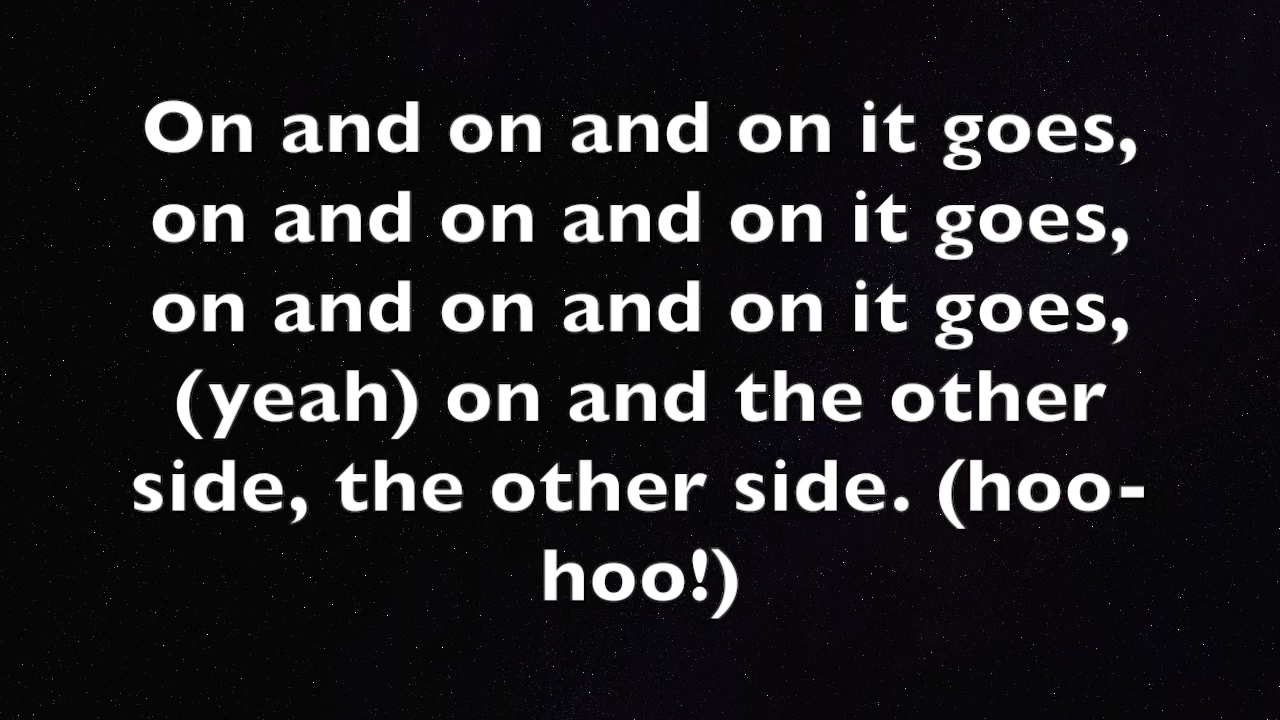 On and on and on it goes,
on and on and on it goes,
on and on and on it goes,
(yeah) on and the other
side, the other side. (hoo-
hoo!)